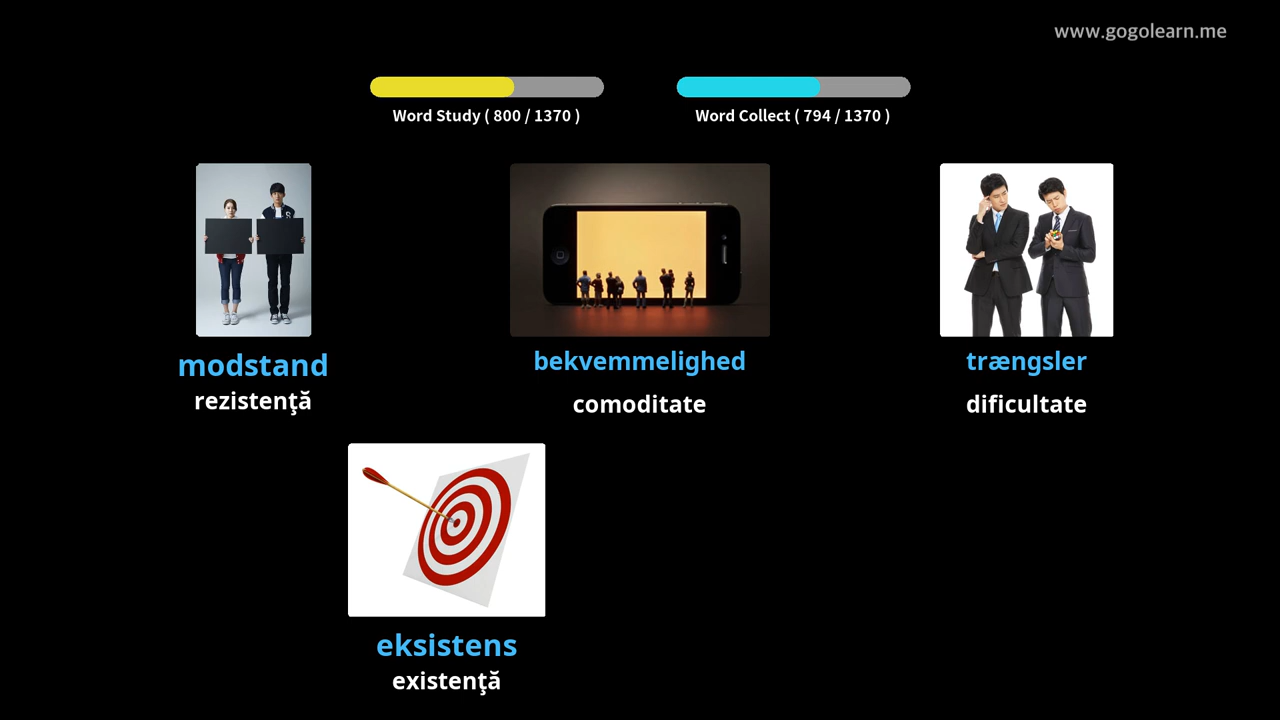 www.gogolearn.me
Word Study ( 800 / 1370 )
Word Collect ( 794 / 1370 )
modstand
rezistenţă
bekvemmelighed
comoditate
trængsler
dificultate
eksistens
existenţă